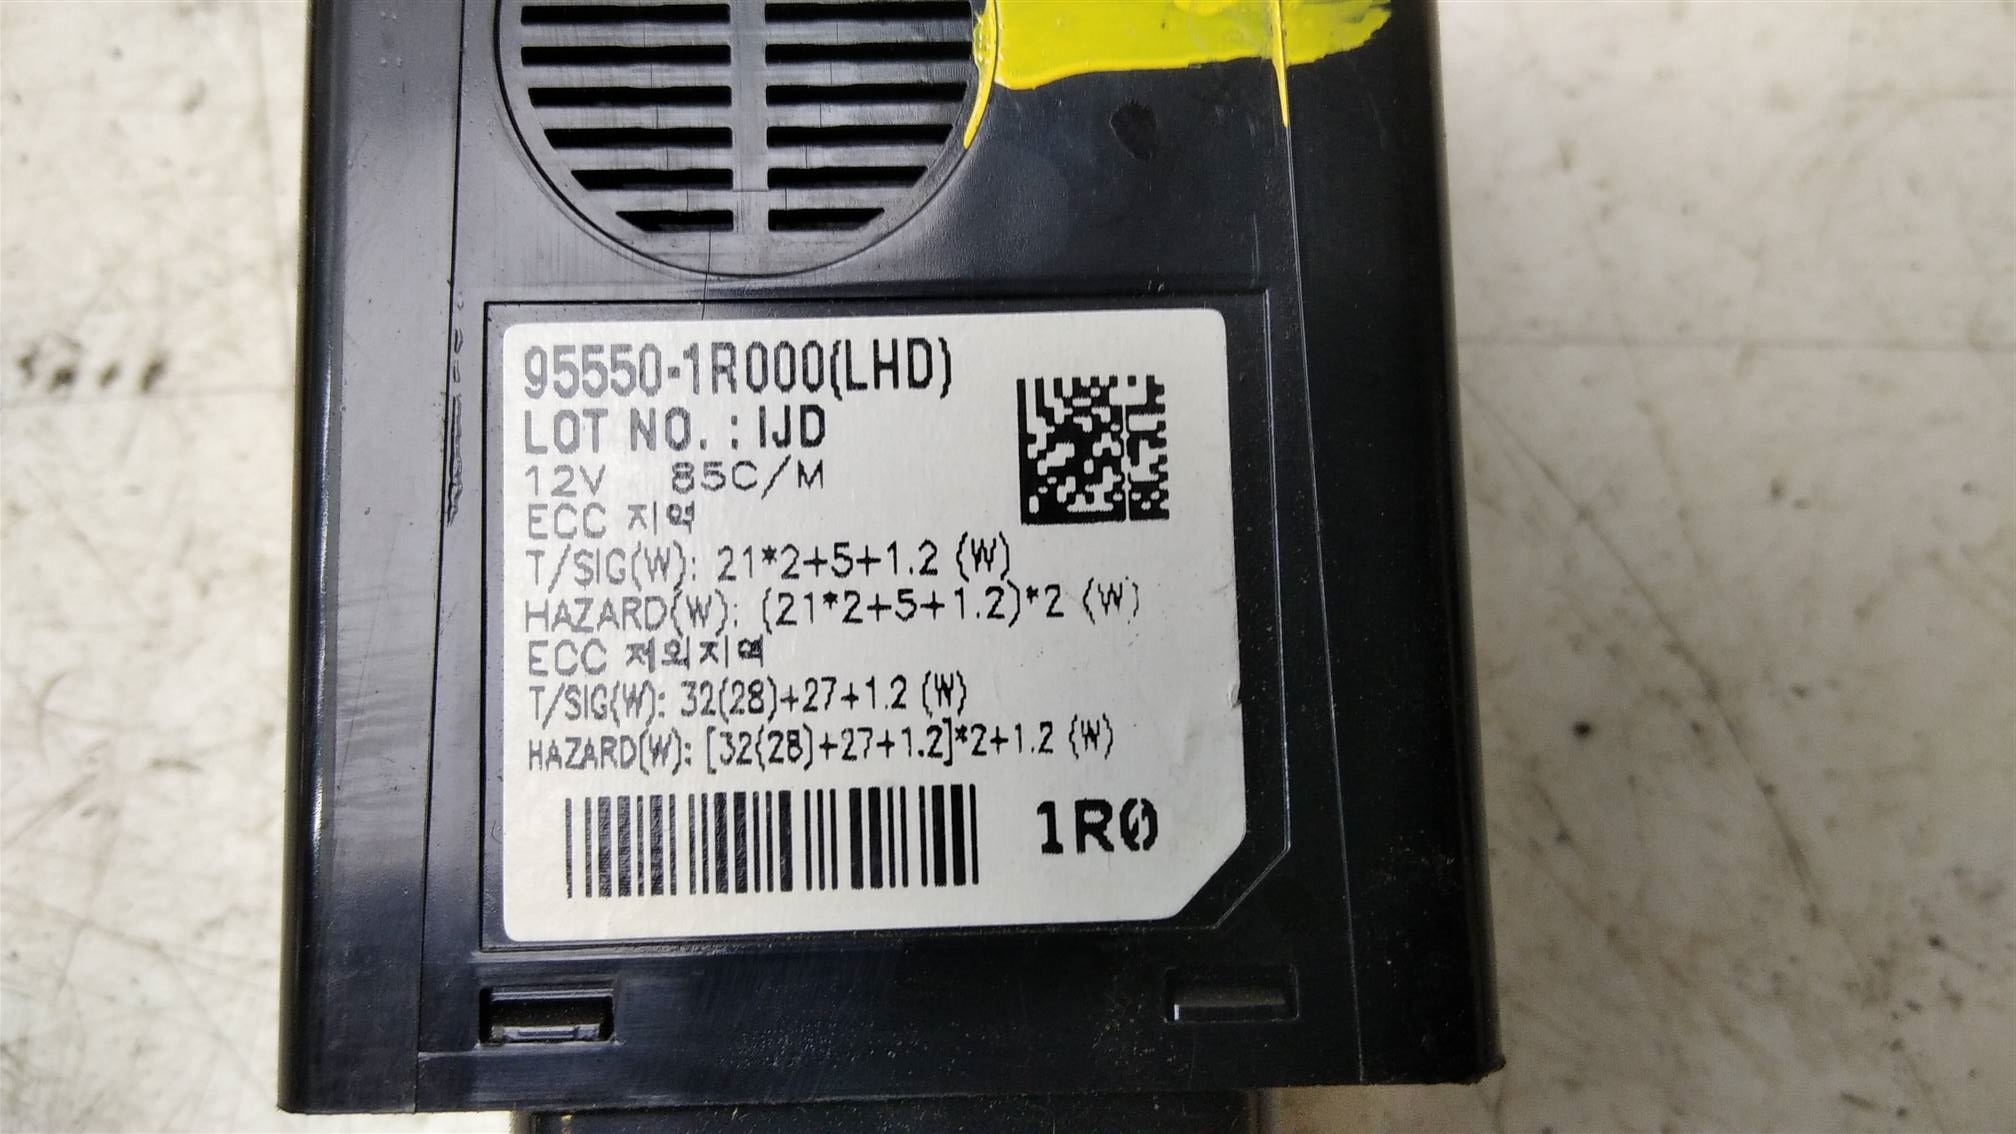 95550-1R000(LHD)
LOT NO. : IJD
12V 85C/M
ECC 지역
T/SIG(W): 21*2+5+1.2 (W)
HAZARD(W): (21*2+5+1.2)*2 (W)
ECC 제외지역
T/SIG(W): 32(28)+27+1.2 (W)
HAZARD(W): [32(28)+27+1.2]*2+1.2 (W)
1R0